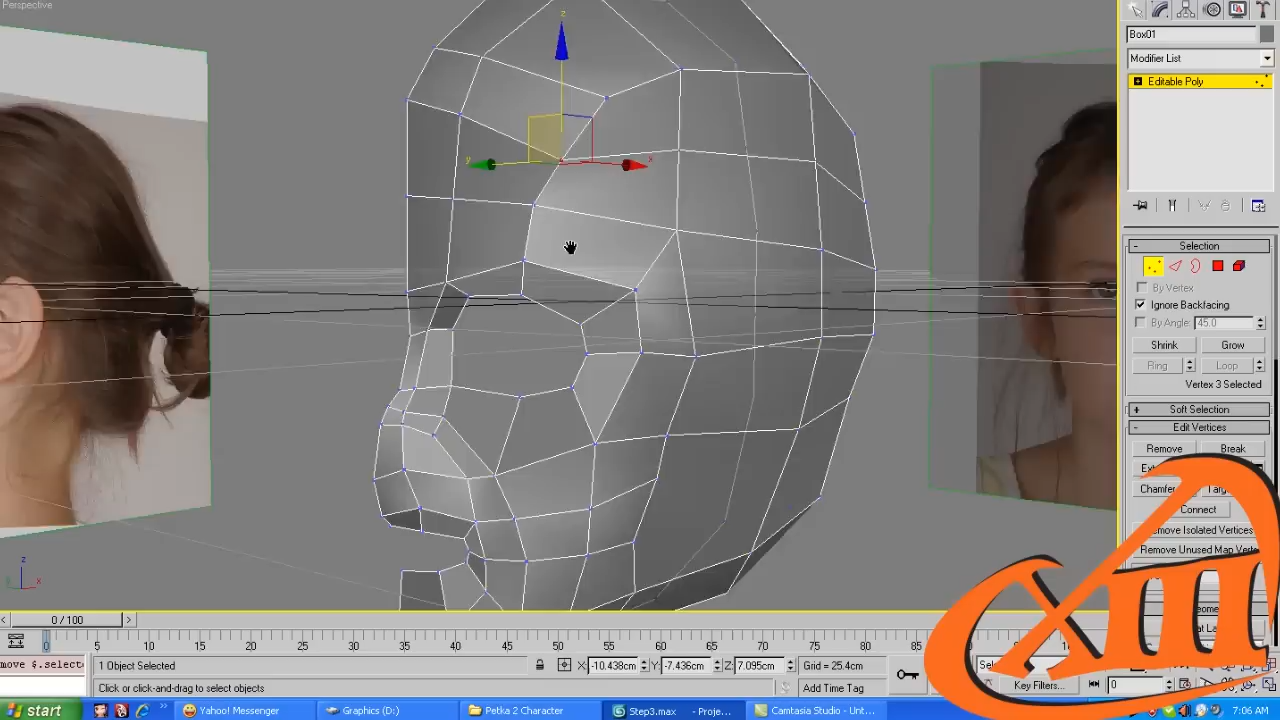 Perspective
z
y
x
z
x
Box01
Modifier List
Editable Poly
Selection
By Vertex
Ignore Backfacing
By Angle: 45.0
Shrink
Grow
Ring
Loop
Vertex 3 Selected
Soft Selection
Edit Vertices
Remove
Break
Chamfer
Connect
Remove Isolated Vertices
Remove Unused Map Verts
XIII
0 / 100
0 5 10 15 20 25 30 35 40 45 50 55 60 65 70 75 80 85
move $.select
1 Object Selected
X: -10.438cm Y: -7.436cm Z: 7.095cm
Grid = 25.4cm
Click or click-and-drag to select objects
Add Time Tag
Key Filters...
0
start
Yahoo! Messenger
Graphics (D:)
Petka 2 Character
Step3.max - Proje...
Camtasia Studio - Unt...
7:06 AM